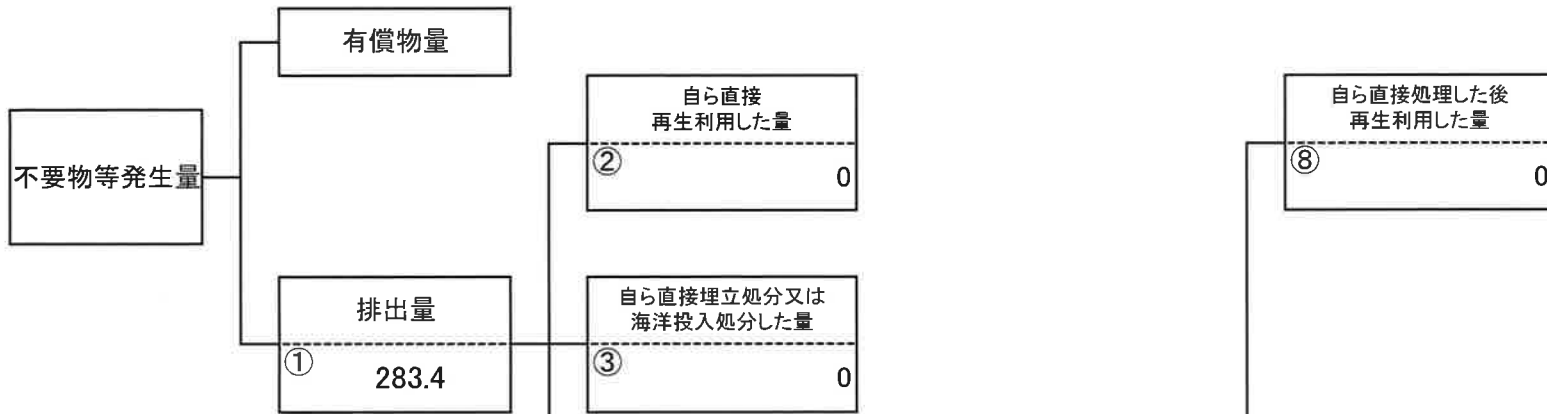 有償物量
不要物等発生量
排出量
①
283.4
自ら直接
再生利用した量
②
0
自ら直接埋立処分又は
海洋投入処分した量
③
0
自ら直接処理した後
再生利用した量
⑧
0